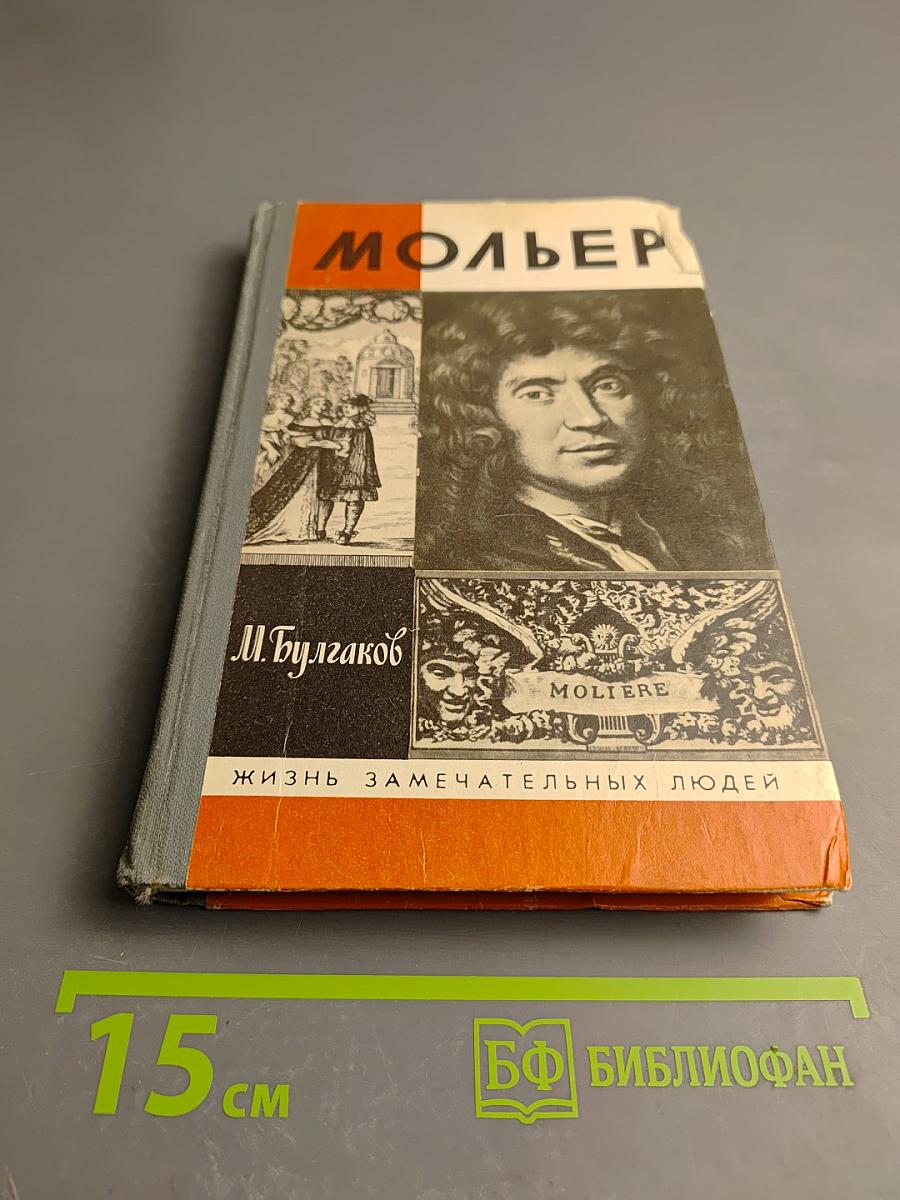 МОЛЬЕР
М. Булгаков
MOLIERE
ЖИЗНЬ ЗАМЕЧАТЕЛЬНЫХ ЛЮДЕЙ
15 см
БФ БИБЛИОФАН